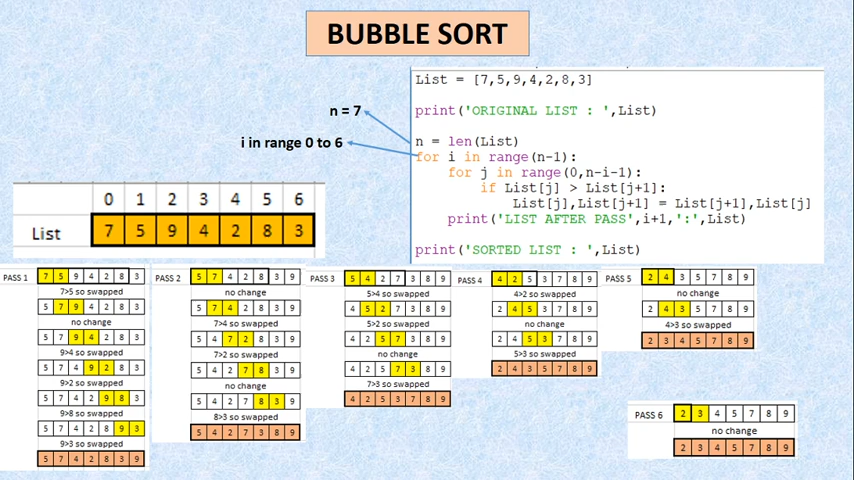 BUBBLE SORT
List = [7,5,9,4,2,8,3]
print('ORIGINAL LIST : ',List)
n = 7
n = len(List)
i in range 0 to 6
for i in range(n-1):
for j in range(0,n-i-1):
if List[j] > List[j+1]:
List[j],List[j+1] = List[j+1],List[j]
print('LIST AFTER PASS',i+1,':',List)
print('SORTED LIST : ',List)
0 1 2 3 4 5 6
List 7 5 9 4 2 8 3
PASS 1 7 5 9 4 2 8 3
7>5 so swapped
5 7 9 4 2 8 3
no change
5 7 9 4 2 8 3
9>4 so swapped
5 7 4 9 2 8 3
9>2 so swapped
5 7 4 2 9 8 3
9>8 so swapped
5 7 4 2 8 9 3
9>3 so swapped
5 7 4 2 8 3 9
PASS 2 5 7 4 2 8 3 9
no change
5 7 4 2 8 3 9
7>4 so swapped
5 4 7 2 8 3 9
7>2 so swapped
5 4 2 7 8 3 9
no change
5 4 2 7 8 3 9
8>3 so swapped
5 4 2 7 3 8 9
PASS 3 5 4 2 7 3 8 9
5>4 so swapped
4 5 2 7 3 8 9
5>2 so swapped
4 2 5 7 3 8 9
no change
4 2 5 7 3 8 9
7>3 so swapped
4 2 5 3 7 8 9
PASS 4 4 2 5 3 7 8 9
4>2 so swapped
2 4 5 3 7 8 9
no change
2 4 5 3 7 8 9
5>3 so swapped
2 4 3 5 7 8 9
PASS 5 2 4 3 5 7 8 9
no change
2 4 3 5 7 8 9
4>3 so swapped
2 3 4 5 7 8 9
PASS 6 2 3 4 5 7 8 9
no change
2 3 4 5 7 8 9